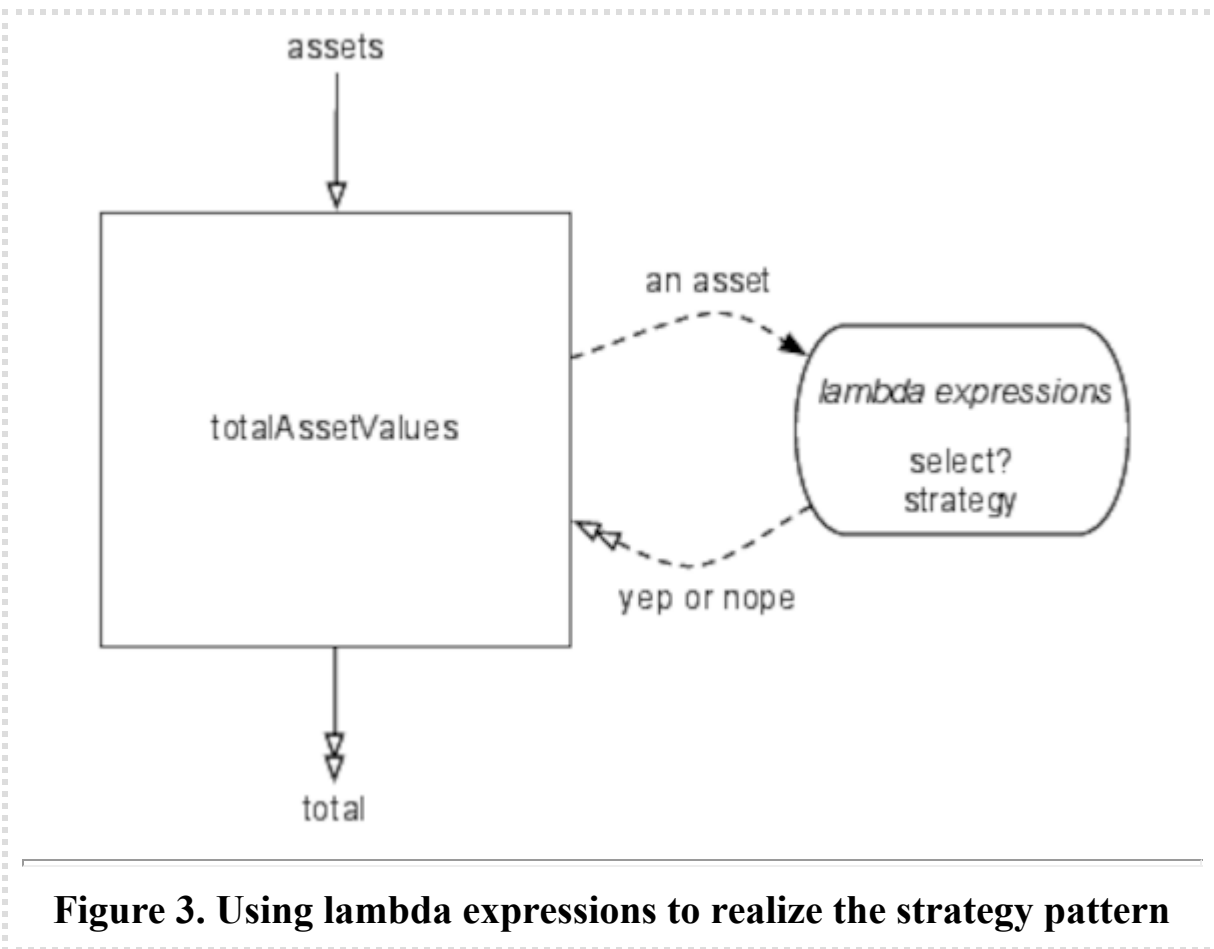 assets
an asset
lambda expressions
totalAssetValues
select?
strategy
yep or nope
total
Figure 3. Using lambda expressions to realize the strategy pattern